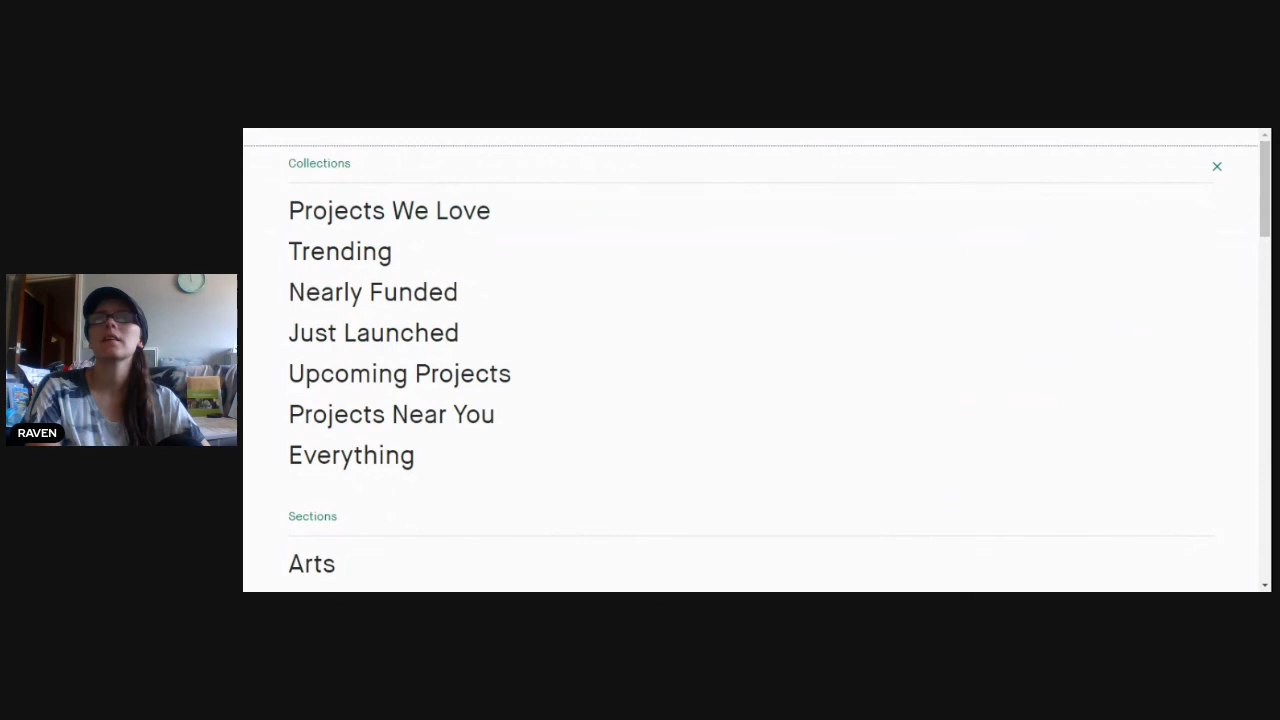 Collections
Projects We Love
Trending
Nearly Funded
Just Launched
Upcoming Projects
Projects Near You
Everything
Sections
Arts
RAVEN